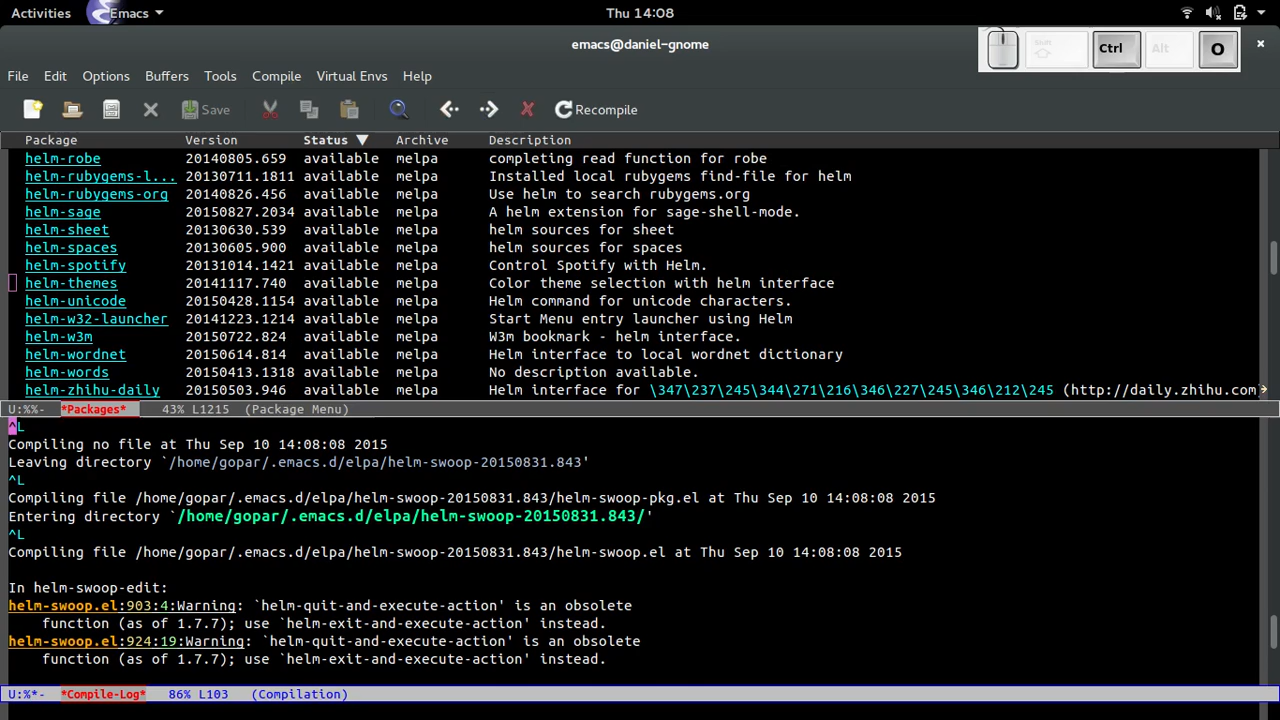 Activities Emacs Thu 14:08
emacs@daniel-gnome Shift Ctrl Alt O
File Edit Options Buffers Tools Compile Virtual Envs Help
Save Recompile
Package Version Status ▼ Archive Description
helm-robe 20140805.659 available melpa completing read function for robe
helm-rubygems-l... 20130711.1811 available melpa Installed local rubygems find-file for helm
helm-rubygems-org 20140826.456 available melpa Use helm to search rubygems.org
helm-sage 20150827.2034 available melpa A helm extension for sage-shell-mode.
helm-sheet 20130630.539 available melpa helm sources for sheet
helm-spaces 20130605.900 available melpa helm sources for spaces
helm-spotify 20131014.1421 available melpa Control Spotify with Helm.
helm-themes 20141117.740 available melpa Color theme selection with helm interface
helm-unicode 20150428.1154 available melpa Helm command for unicode characters.
helm-w32-launcher 20141223.1214 available melpa Start Menu entry launcher using Helm
helm-w3m 20150722.824 available melpa W3m bookmark - helm interface.
helm-wordnet 20150614.814 available melpa Helm interface to local wordnet dictionary
helm-words 20150413.1318 available melpa No description available.
helm-zhihu-daily 20150503.946 available melpa Helm interface for \347\237\245\344\271\216\346\227\245\346\212\245 (http://daily.zhihu.com
U:%%- *Packages* 43% L1215 (Package Menu)
^L
Compiling no file at Thu Sep 10 14:08:08 2015
Leaving directory `/home/gopar/.emacs.d/elpa/helm-swoop-20150831.843'
^L
Compiling file /home/gopar/.emacs.d/elpa/helm-swoop-20150831.843/helm-swoop-pkg.el at Thu Sep 10 14:08:08 2015
Entering directory `/home/gopar/.emacs.d/elpa/helm-swoop-20150831.843/'
^L
Compiling file /home/gopar/.emacs.d/elpa/helm-swoop-20150831.843/helm-swoop.el at Thu Sep 10 14:08:08 2015
In helm-swoop-edit:
helm-swoop.el:903:4:Warning: `helm-quit-and-execute-action' is an obsolete
function (as of 1.7.7); use `helm-exit-and-execute-action' instead.
helm-swoop.el:924:19:Warning: `helm-quit-and-execute-action' is an obsolete
function (as of 1.7.7); use `helm-exit-and-execute-action' instead.
U:%*- *Compile-Log* 86% L103 (Compilation)